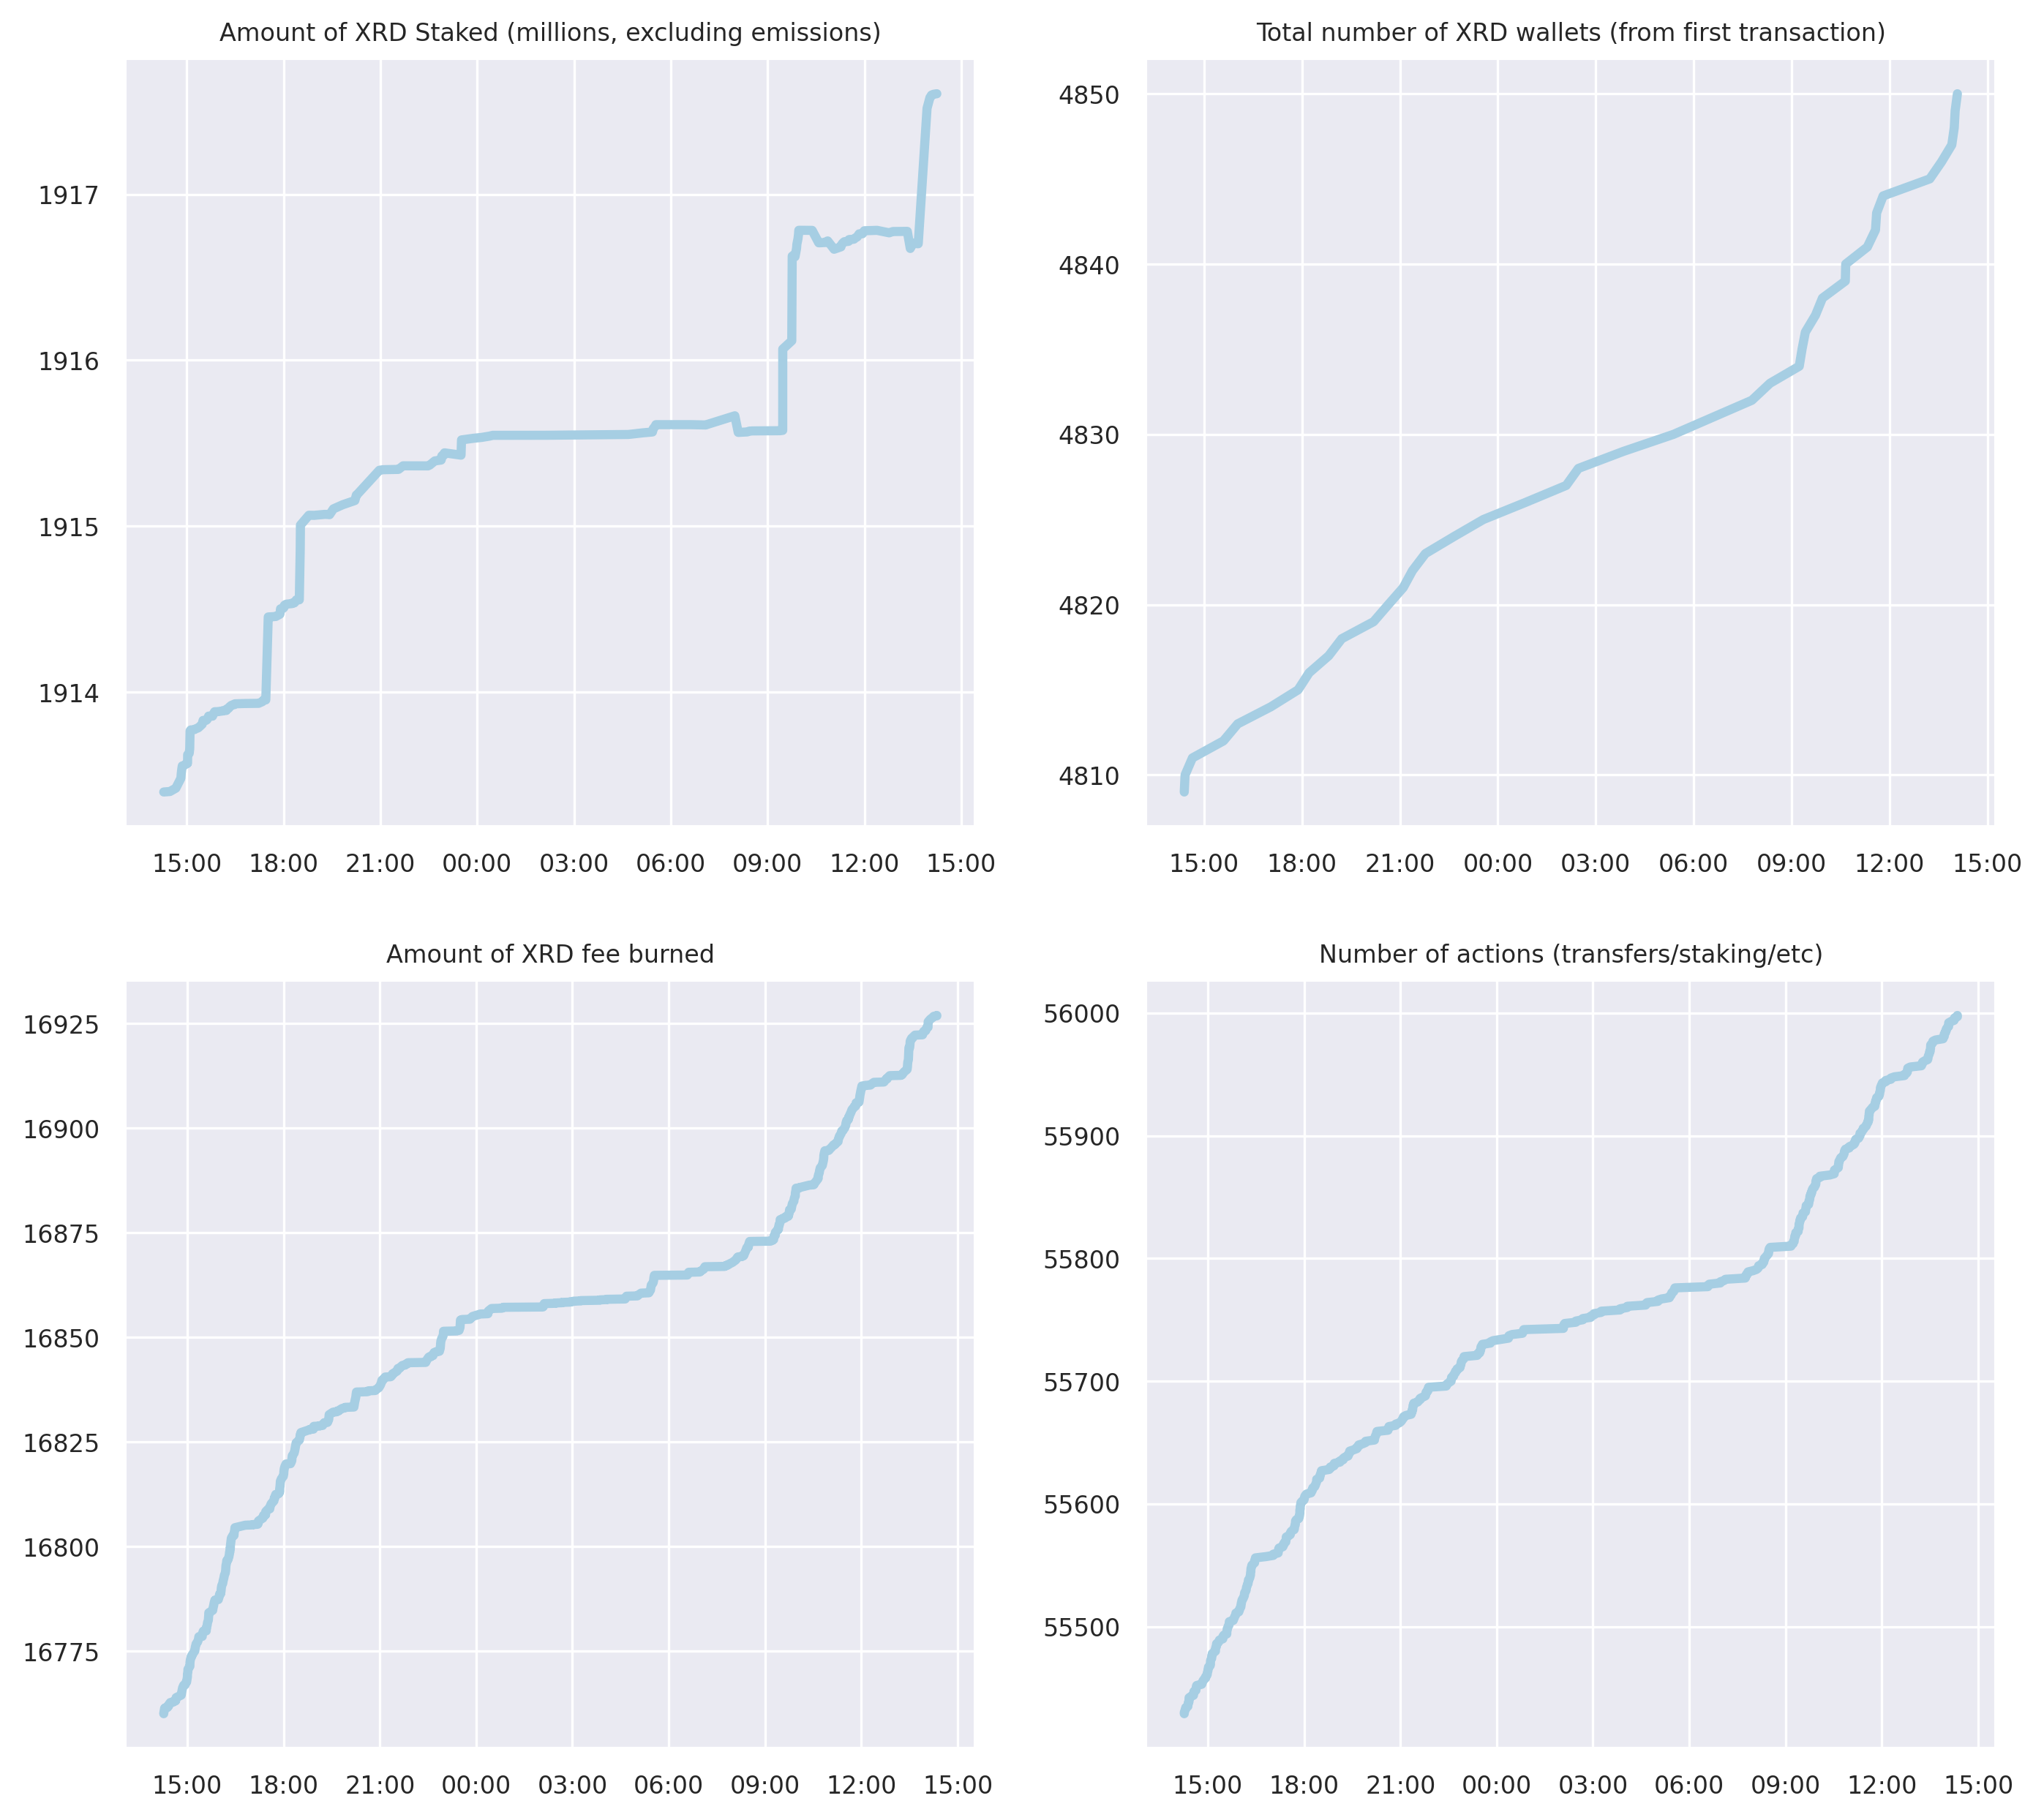 Amount of XRD Staked (millions, excluding emissions)
1917
1916
1915
1914
15:00 18:00 21:00 00:00 03:00 06:00 09:00 12:00 15:00
Total number of XRD wallets (from first transaction)
4850
4840
4830
4820
4810
15:00 18:00 21:00 00:00 03:00 06:00 09:00 12:00 15:00
Amount of XRD fee burned
16925
16900
16875
16850
16825
16800
16775
15:00 18:00 21:00 00:00 03:00 06:00 09:00 12:00 15:00
Number of actions (transfers/staking/etc)
56000
55900
55800
55700
55600
55500
15:00 18:00 21:00 00:00 03:00 06:00 09:00 12:00 15:00